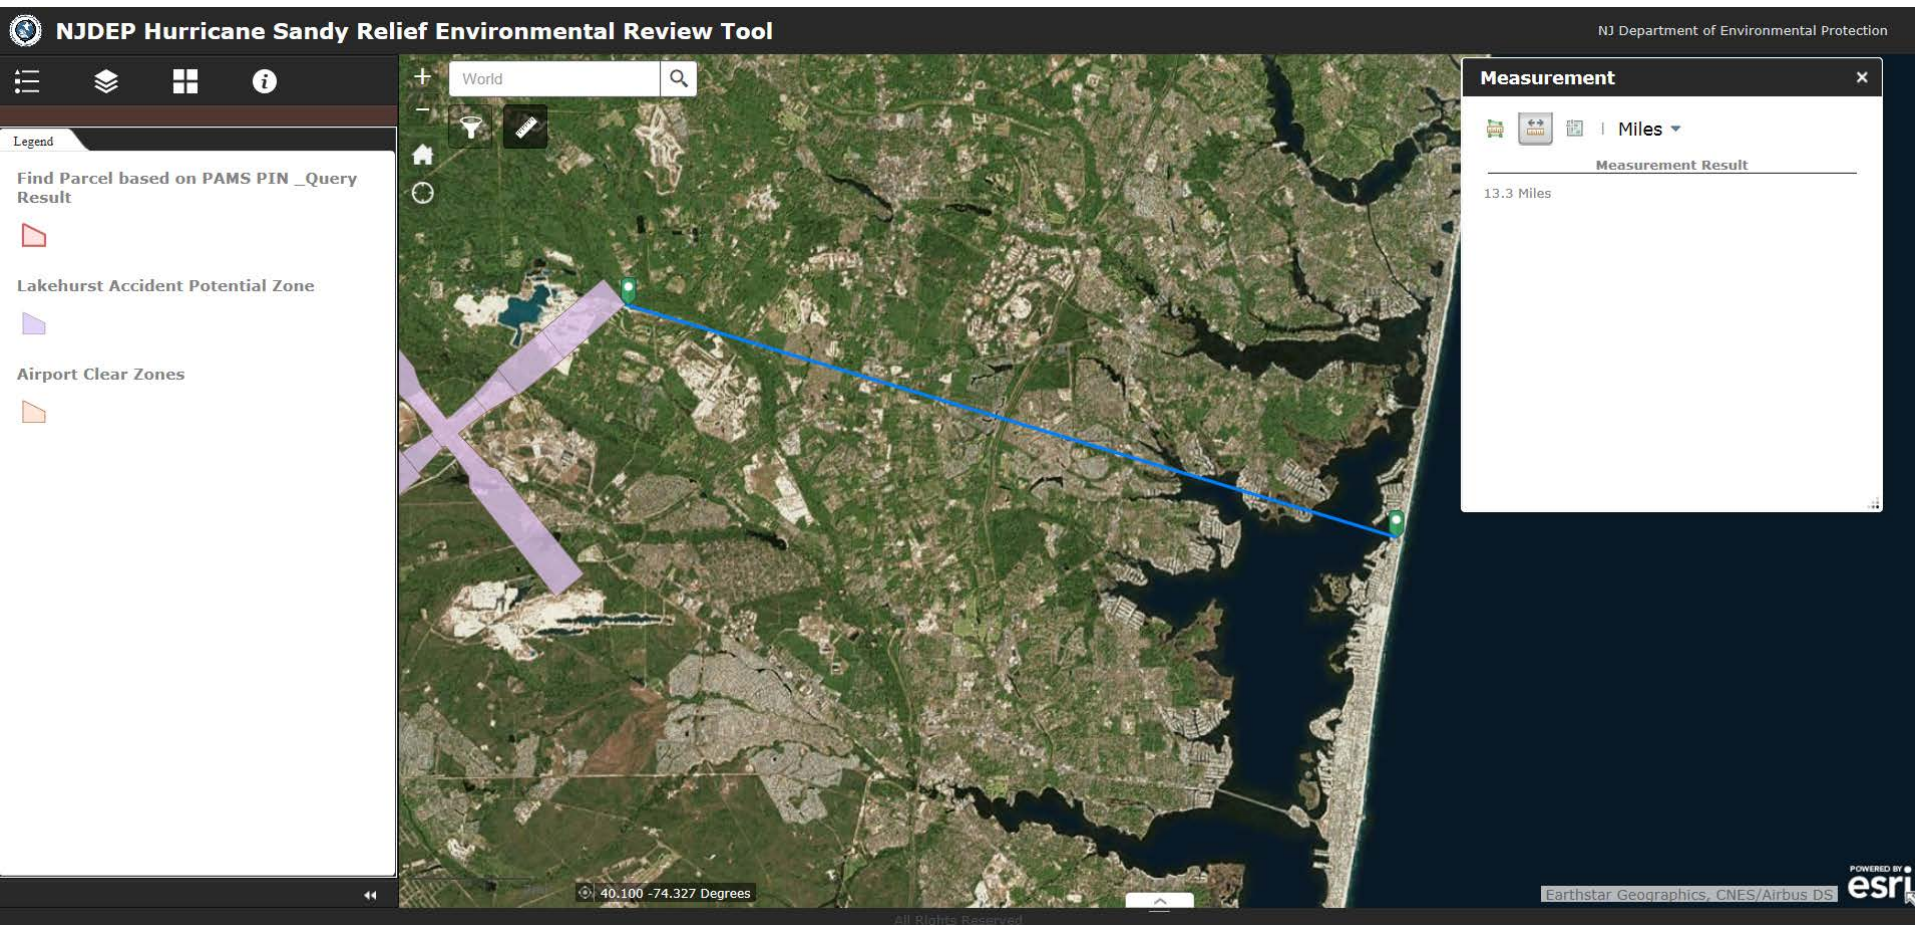 NJDEP Hurricane Sandy Relief Environmental Review Tool
NJ Department of Environmental Protection
World
Measurement
Legend
Miles
Measurement Result
Find Parcel based on PAMS PIN _Query
Result
13.3 Miles
Lakehurst Accident Potential Zone
Airport Clear Zones
40.100 -74.327 Degrees
POWERED BY
esri
Earthstar Geographics, CNES/Airbus DS
All Rights Reserved